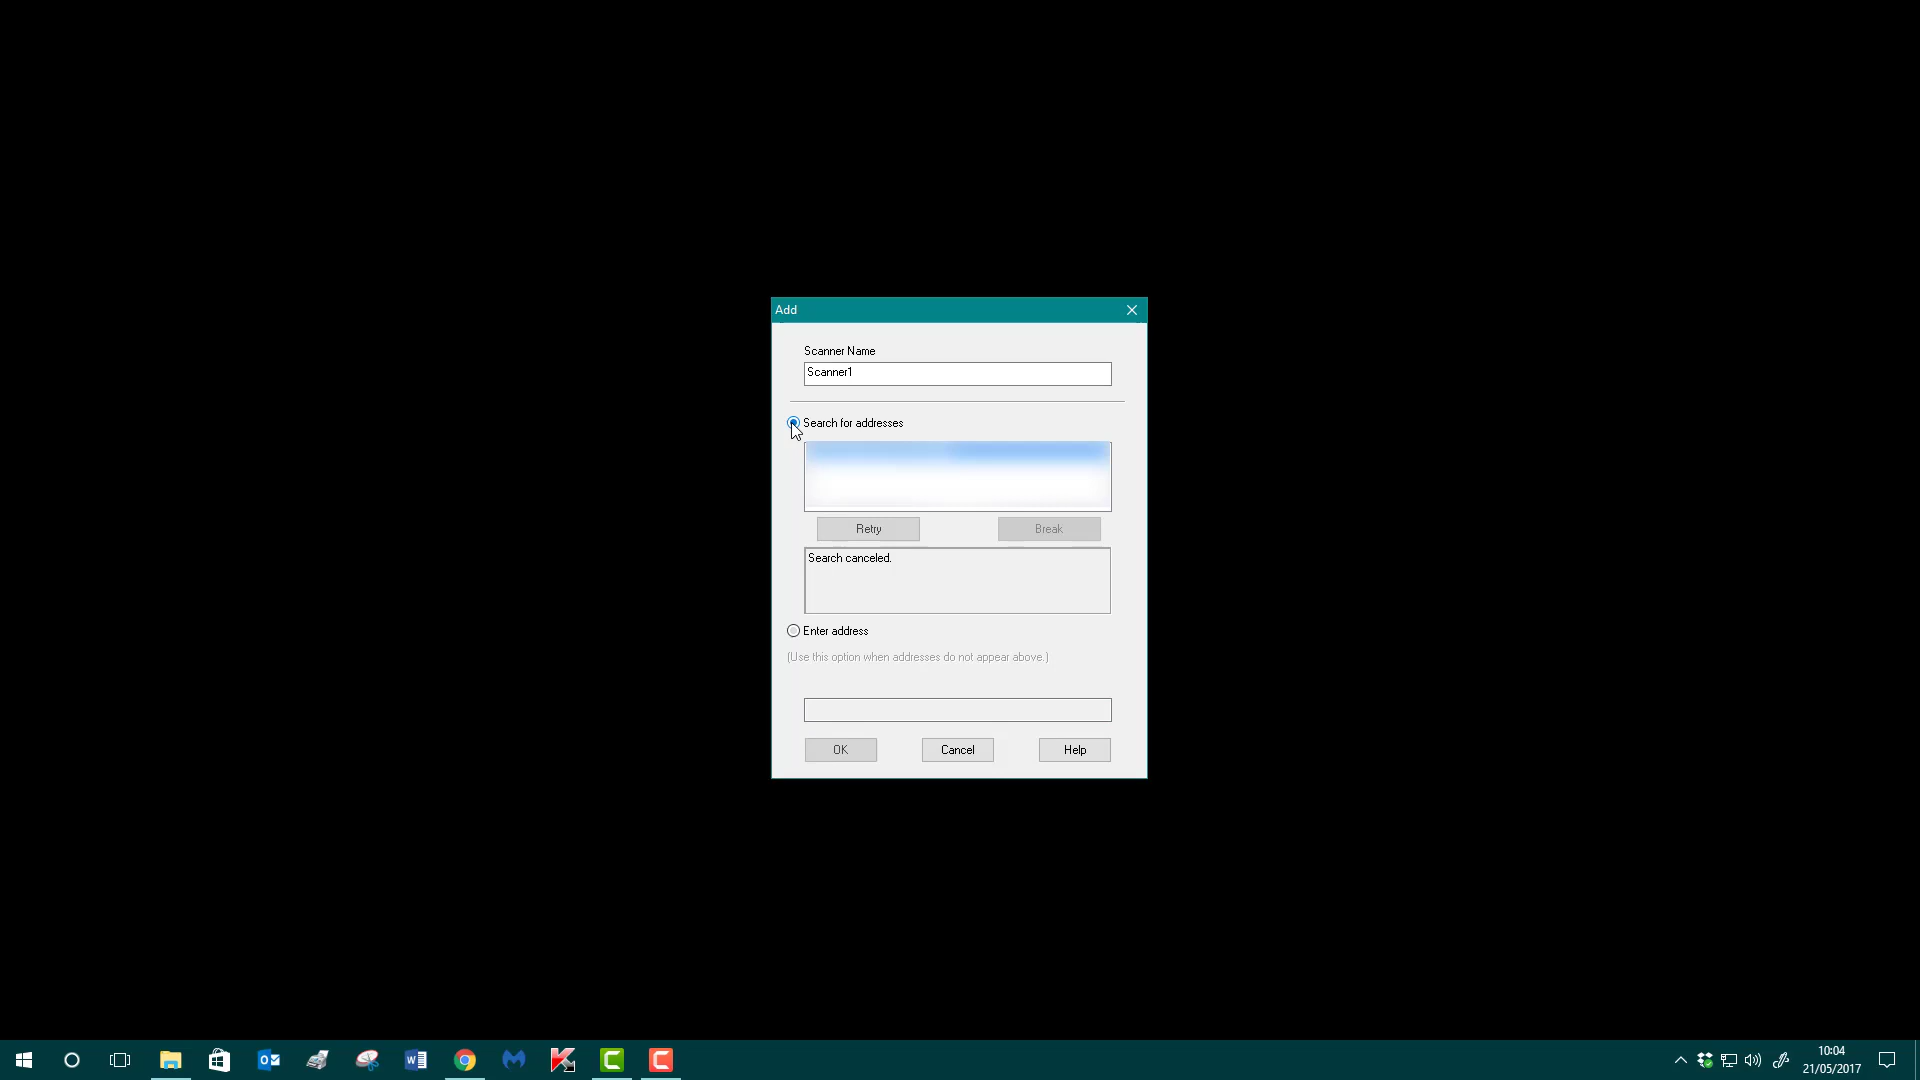 Add
Scanner Name
Scanner1
Search for addresses
Retry
Break
Search canceled.
Enter address
(Use this option when addresses do not appear above.)
OK
Cancel
Help
10:04
21/05/2017